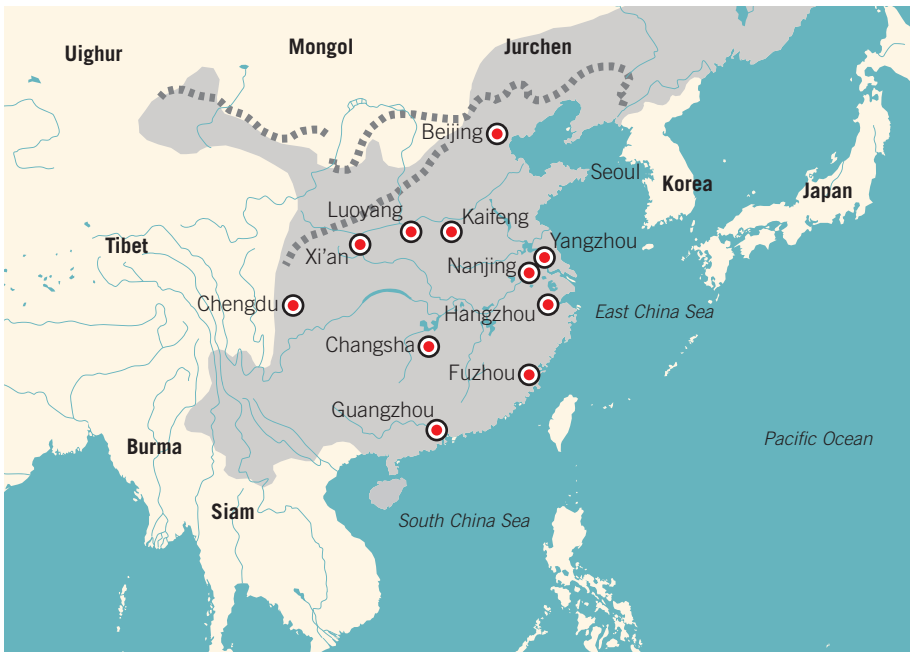 Uighur
Mongol
Jurchen
Beijing
Seoul
Korea
Japan
Luoyang
Kaifeng
Tibet
Xi’an
Yangzhou
Nanjing
Chengdu
Hangzhou
East China Sea
Changsha
Fuzhou
Guangzhou
Burma
Pacific Ocean
Siam
South China Sea